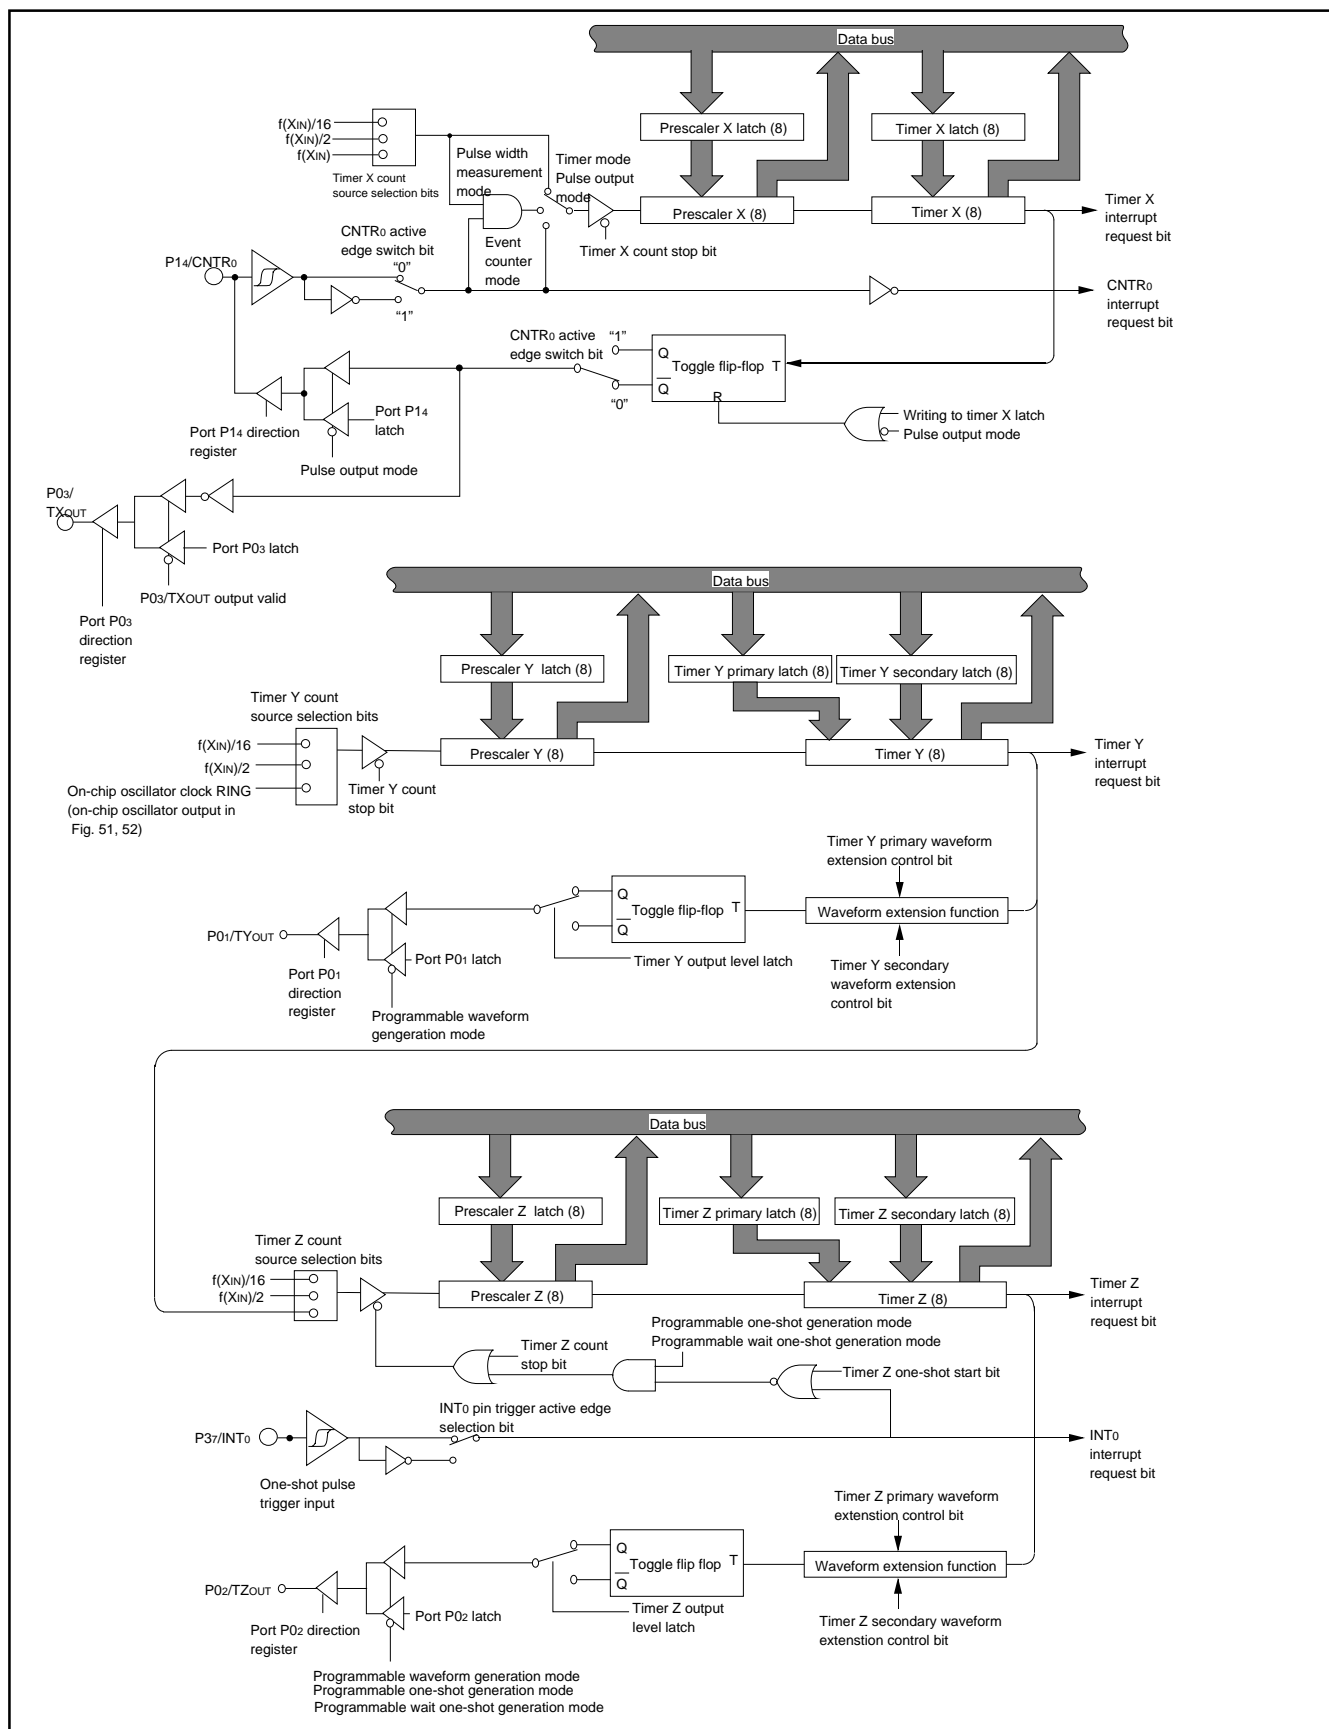 Data bus
f(XIN)/16
f(XIN)/2
f(XIN)
Timer X count
source selection bits
Pulse width
measurement
mode
Timer mode
Pulse output
mode
Prescaler X latch (8)
Timer X latch (8)
Prescaler X (8)
Timer X (8)
Timer X
interrupt
request bit
Timer X count stop bit
CNTR0 active
edge switch bit
Event
counter
mode
P14/CNTR0
“0”
“1”
CNTR0
interrupt
request bit
CNTR0 active
edge switch bit
“1”
“0”
Q
Q
Toggle flip-flop
T
R
Writing to timer X latch
Pulse output mode
Port P14
latch
Port P14 direction
register
Pulse output mode
P03/
TXOUT
Port P03 latch
P03/TXOUT output valid
Port P03
direction
register
Data bus
Prescaler Y latch (8)
Timer Y primary latch (8)
Timer Y secondary latch (8)
Timer Y count
source selection bits
f(XIN)/16
f(XIN)/2
On-chip oscillator clock RING
(on-chip oscillator output in
Fig. 51, 52)
Timer Y count
stop bit
Prescaler Y (8)
Timer Y (8)
Timer Y
interrupt
request bit
Timer Y primary waveform
extension control bit
Q
Q
Toggle flip-flop
T
Waveform extension function
P01/TYOUT
Port P01 latch
Timer Y output level latch
Timer Y secondary
waveform extension
control bit
Port P01
direction
register
Programmable waveform
gengeration mode
Data bus
Prescaler Z latch (8)
Timer Z primary latch (8)
Timer Z secondary latch (8)
Timer Z count
source selection bits
f(XIN)/16
f(XIN)/2
Prescaler Z (8)
Timer Z (8)
Timer Z
interrupt
request bit
Programmable one-shot generation mode
Programmable wait one-shot generation mode
Timer Z count
stop bit
Timer Z one-shot start bit
INT0 pin trigger active edge
selection bit
P37/INT0
INT0
interrupt
request bit
One-shot pulse
trigger input
Timer Z primary waveform
extenstion control bit
Q
Q
Toggle flip flop
T
Waveform extension function
P02/TZOUT
Port P02 latch
Timer Z output
level latch
Port P02 direction
register
Timer Z secondary waveform
extenstion control bit
Programmable waveform generation mode
Programmable one-shot generation mode
Programmable wait one-shot generation mode